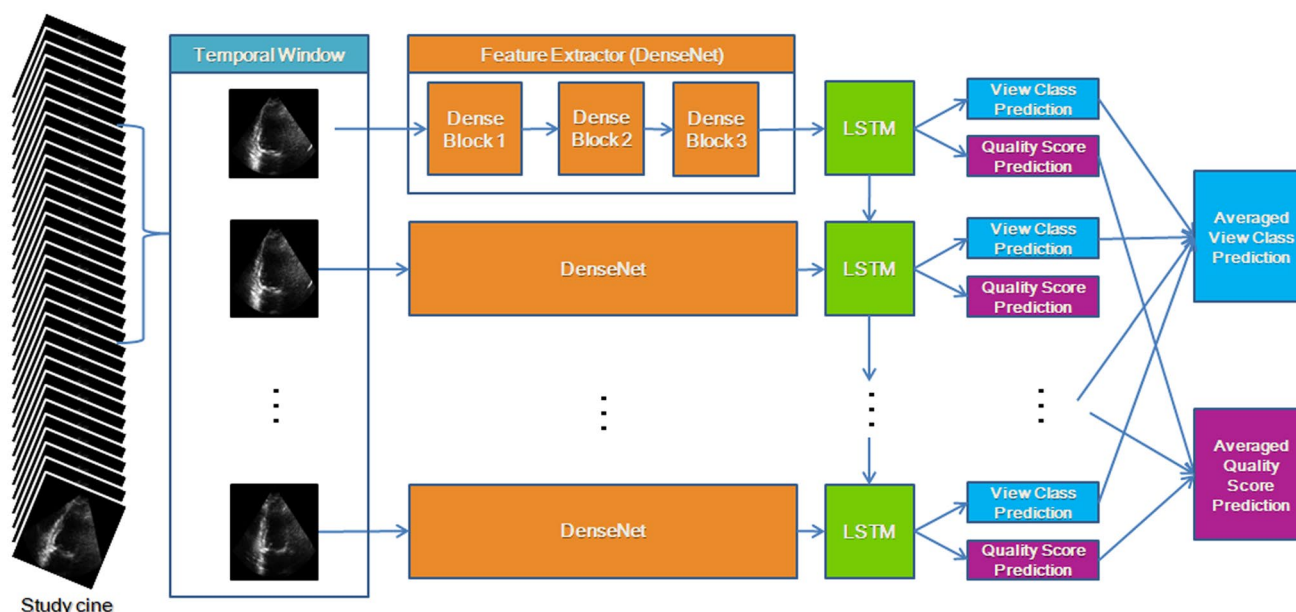 Temporal Window
Feature Extractor (DenseNet)
Dense
Block 1
Dense
Block 2
Dense
Block 3
LSTM
View Class
Prediction
Quality Score
Prediction
DenseNet
LSTM
View Class
Prediction
Quality Score
Prediction
Averaged
View Class
Prediction
DenseNet
LSTM
View Class
Prediction
Quality Score
Prediction
Averaged
Quality
Score
Prediction
Study cine